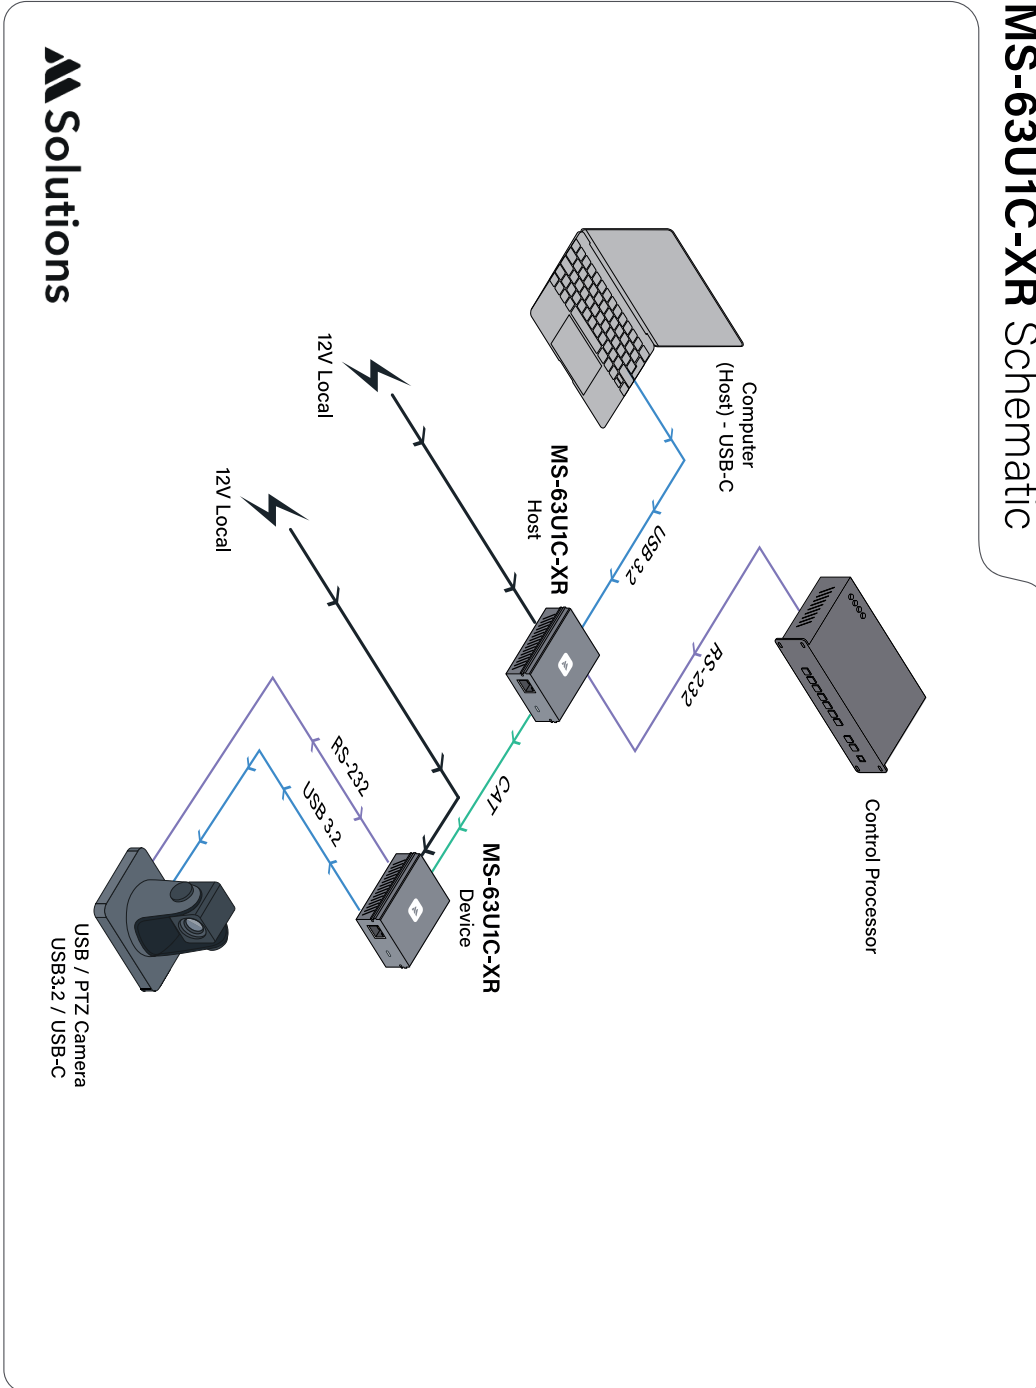 MS-63U1C-XR Schematic
Control Processor
Computer
(Host) - USB-C
RS-232
USB 3.2
MS-63U1C-XR
Host
CAT
MS-63U1C-XR
Device
12V Local
12V Local
RS-232
USB 3.2
USB / PTZ Camera
USB3.2 / USB-C
Solutions